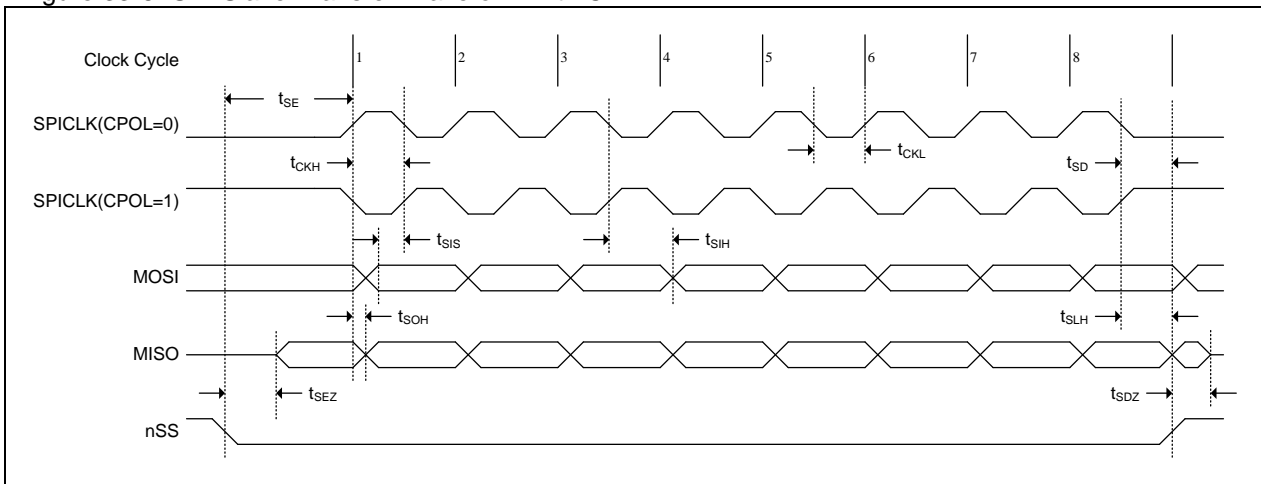 Clock Cycle
1 2 3 4 5 6 7 8
tSE
SPICLK(CPOL=0)
tCKH
tCKL
tSD
SPICLK(CPOL=1)
tSIS
tSIH
MOSI
tSOH
tSLH
MISO
tSEZ
tSDZ
nSS